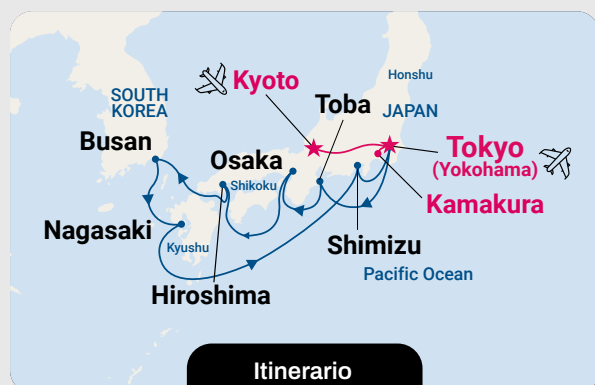 Honshu
Kyoto
SOUTH
KOREA
Toba
JAPAN
Busan
Osaka
Tokyo
(Yokohama)
Shikoku
Kamakura
Nagasaki
Kyushu
Shimizu
Pacific Ocean
Hiroshima
Itinerario